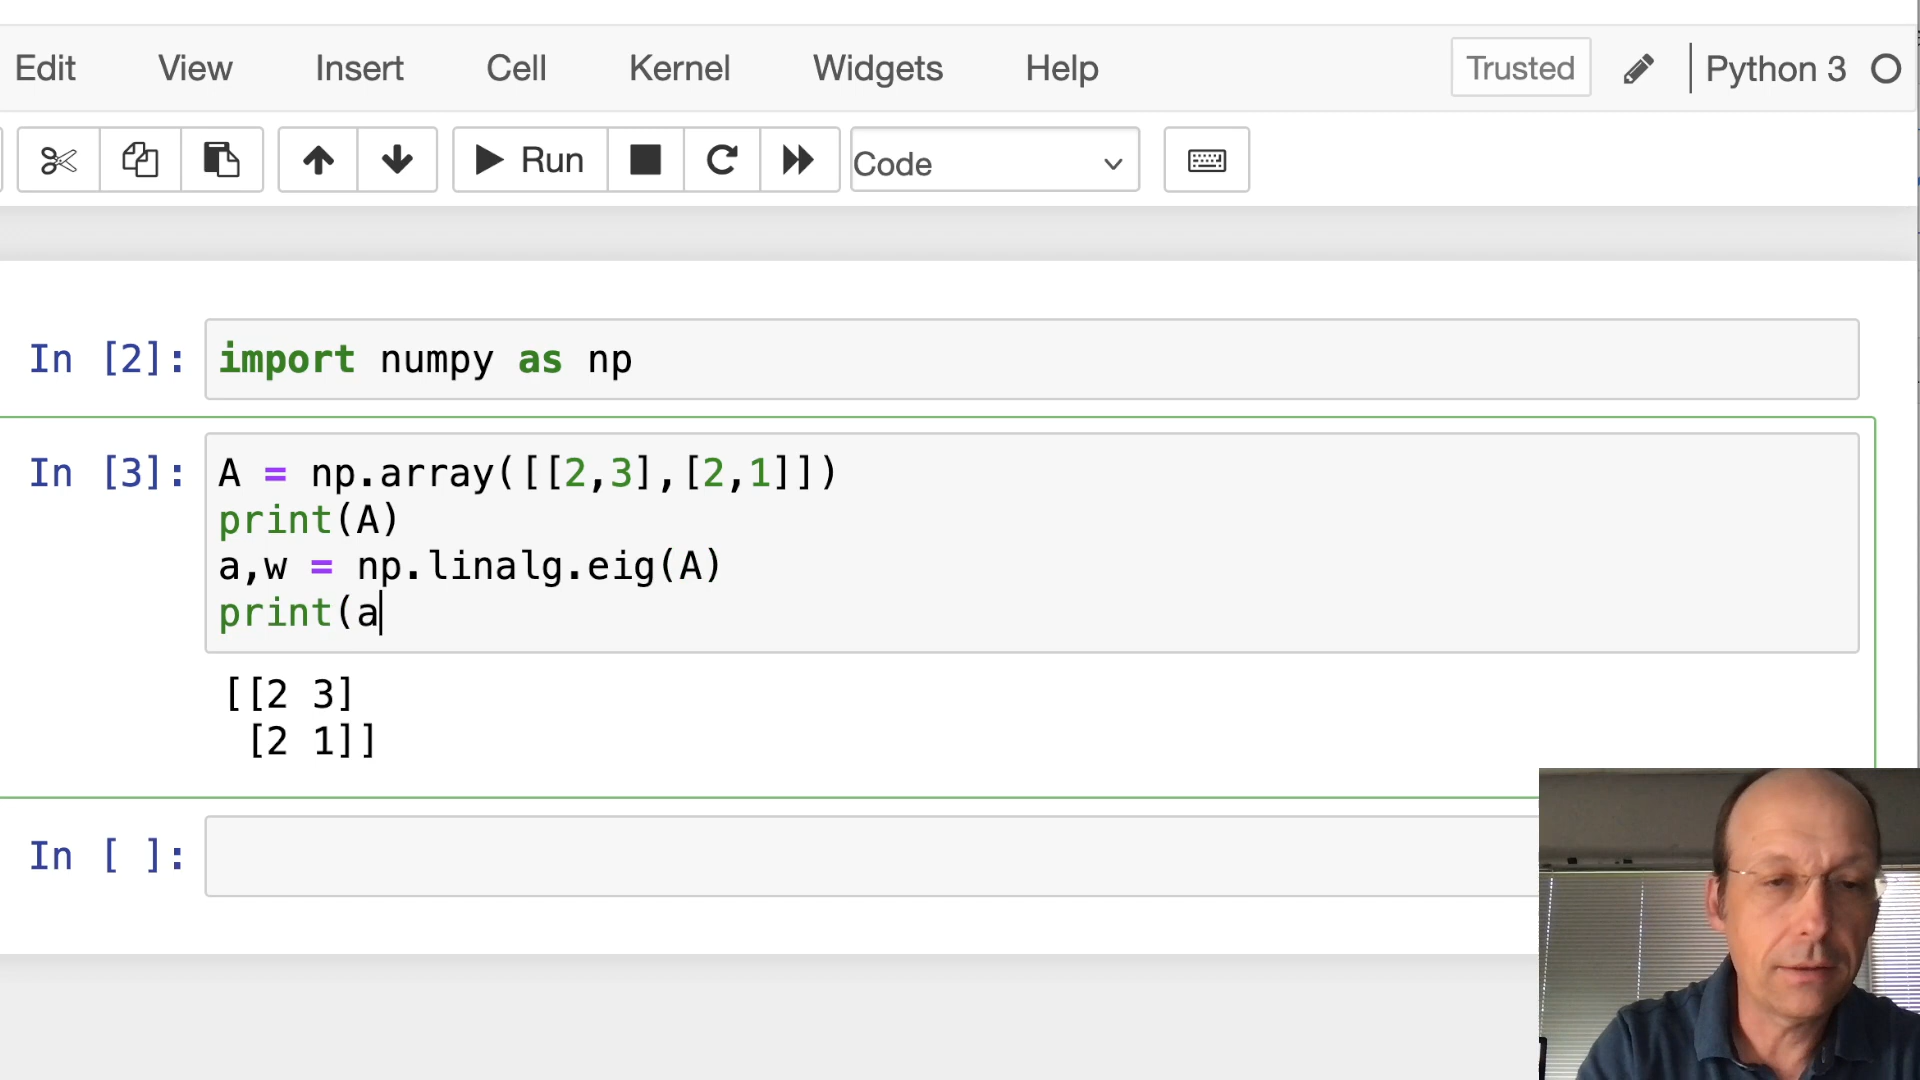 Edit View Insert Cell Kernel Widgets Help Trusted Python 3
Run Code
In [2]: import numpy as np
In [3]: A = np.array([[2,3],[2,1]])
print(A)
a,w = np.linalg.eig(A)
print(a
[[2 3]
[2 1]]
In [ ]: